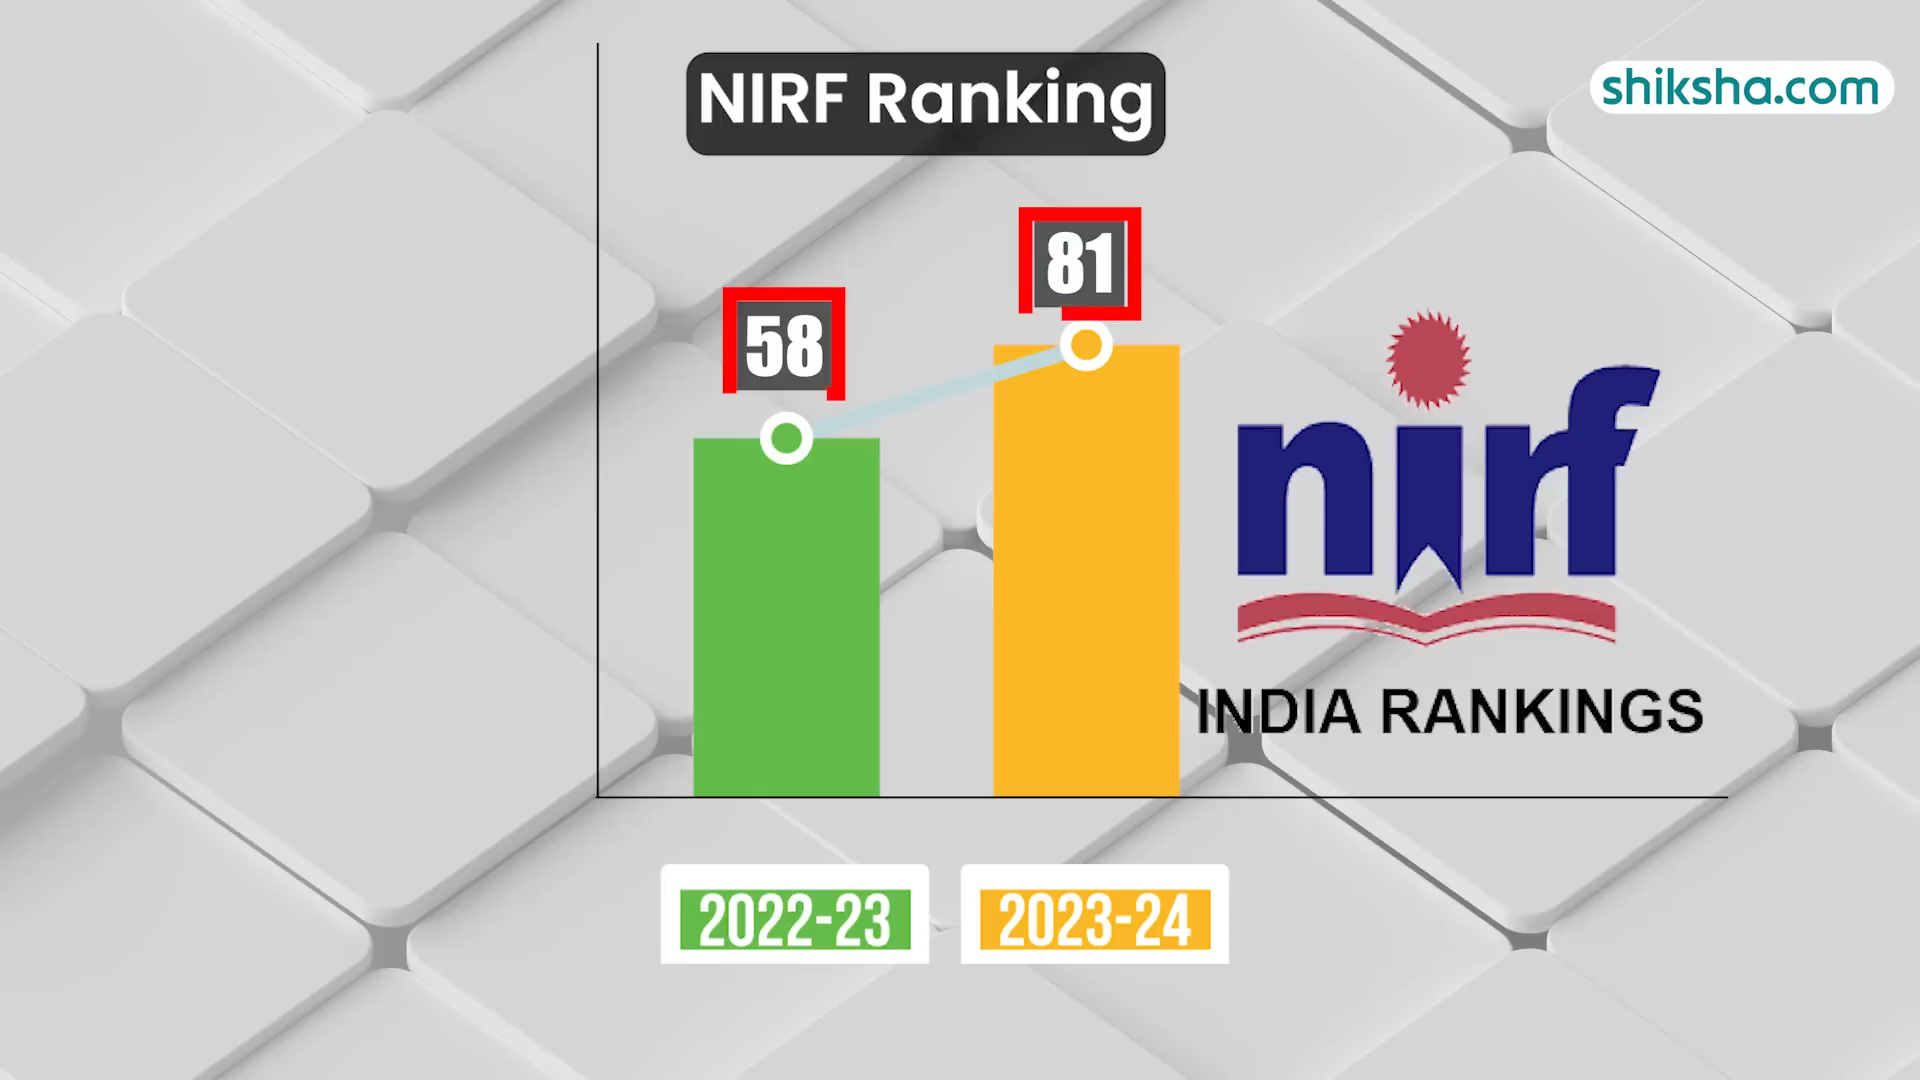 NIRF Ranking
shiksha.com
81
58
nirf
INDIA RANKINGS
2022-23
2023-24